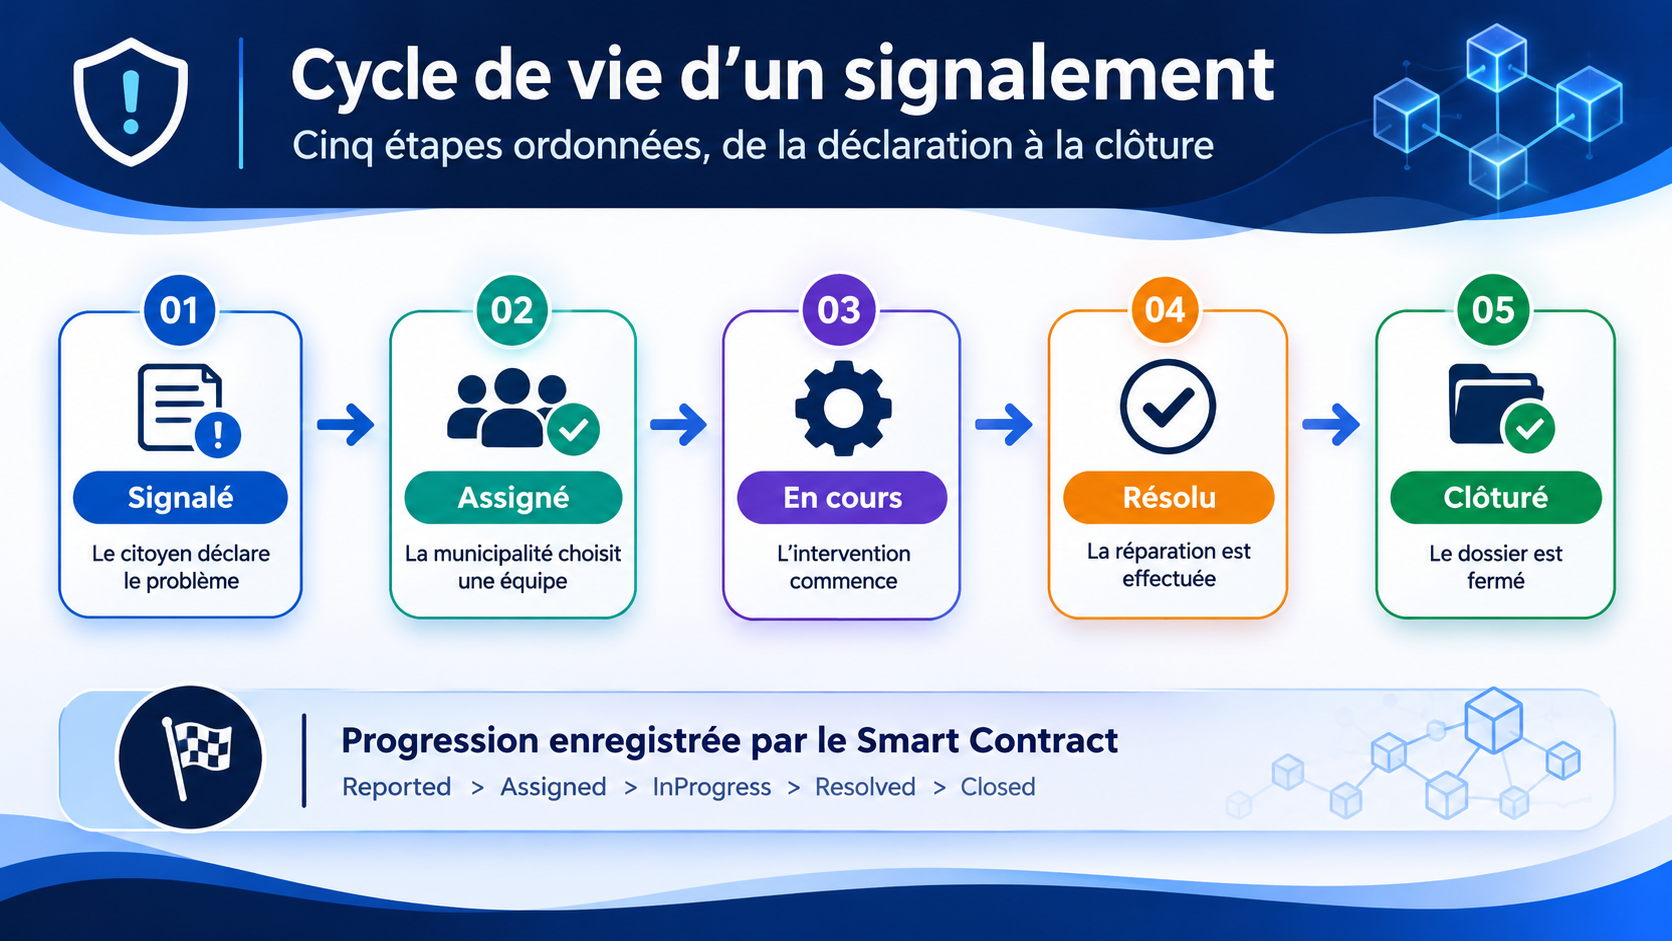 Cycle de vie d’un signalement
Cinq étapes ordonnées, de la déclaration à la clôture
01
Signalé
Le citoyen déclare
le problème
02
Assigné
La municipalité choisit
une équipe
03
En cours
L’intervention
commence
04
Résolu
La réparation est
effectuée
05
Clôturé
Le dossier est
fermé
Progression enregistrée par le Smart Contract
Reported > Assigned > InProgress > Resolved > Closed